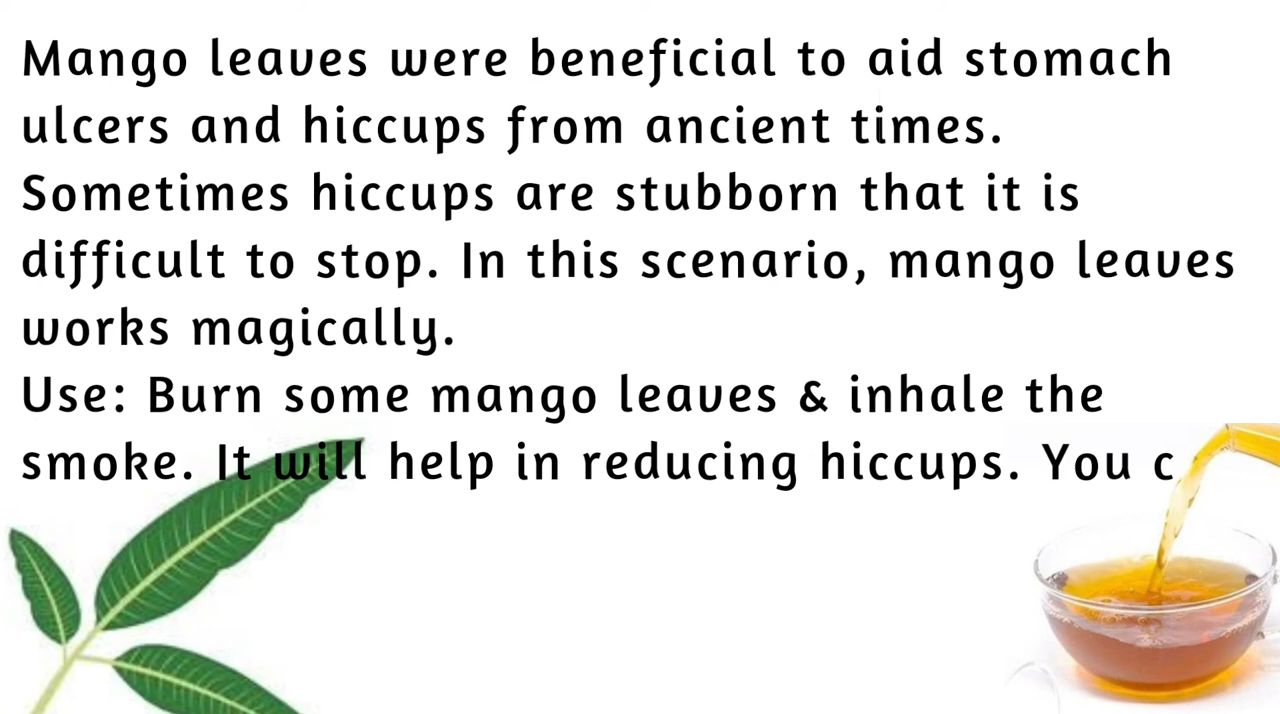 Mango leaves were beneficial to aid stomach
ulcers and hiccups from ancient times.
Sometimes hiccups are stubborn that it is
difficult to stop. In this scenario, mango leaves
works magically.
Use: Burn some mango leaves & inhale the
smoke. It will help in reducing hiccups. You c